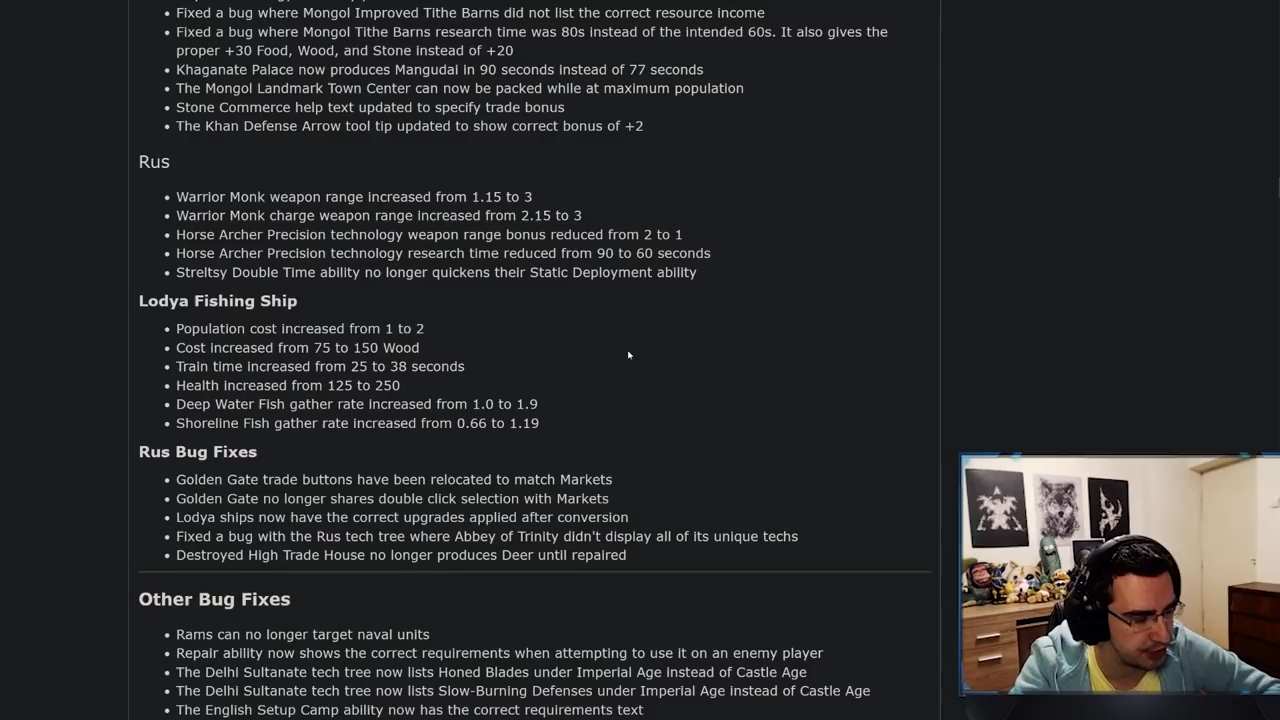 Fixed a bug where Mongol Improved Tithe Barns did not list the correct resource income
Fixed a bug where Mongol Tithe Barns research time was 80s instead of the intended 60s. It also gives the
proper +30 Food, Wood, and Stone instead of +20
Khaganate Palace now produces Mangudai in 90 seconds instead of 77 seconds
The Mongol Landmark Town Center can now be packed while at maximum population
Stone Commerce help text updated to specify trade bonus
The Khan Defense Arrow tool tip updated to show correct bonus of +2
Rus
Warrior Monk weapon range increased from 1.15 to 3
Warrior Monk charge weapon range increased from 2.15 to 3
Horse Archer Precision technology weapon range bonus reduced from 2 to 1
Horse Archer Precision technology research time reduced from 90 to 60 seconds
Streltsy Double Time ability no longer quickens their Static Deployment ability
Lodya Fishing Ship
Population cost increased from 1 to 2
Cost increased from 75 to 150 Wood
Train time increased from 25 to 38 seconds
Health increased from 125 to 250
Deep Water Fish gather rate increased from 1.0 to 1.9
Shoreline Fish gather rate increased from 0.66 to 1.19
Rus Bug Fixes
Golden Gate trade buttons have been relocated to match Markets
Golden Gate no longer shares double click selection with Markets
Lodya ships now have the correct upgrades applied after conversion
Fixed a bug with the Rus tech tree where Abbey of Trinity didn't display all of its unique techs
Destroyed High Trade House no longer produces Deer until repaired
Other Bug Fixes
Rams can no longer target naval units
Repair ability now shows the correct requirements when attempting to use it on an enemy player
The Delhi Sultanate tech tree now lists Honed Blades under Imperial Age instead of Castle Age
The Delhi Sultanate tech tree now lists Slow-Burning Defenses under Imperial Age instead of Castle Age
The English Setup Camp ability now has the correct requirements text